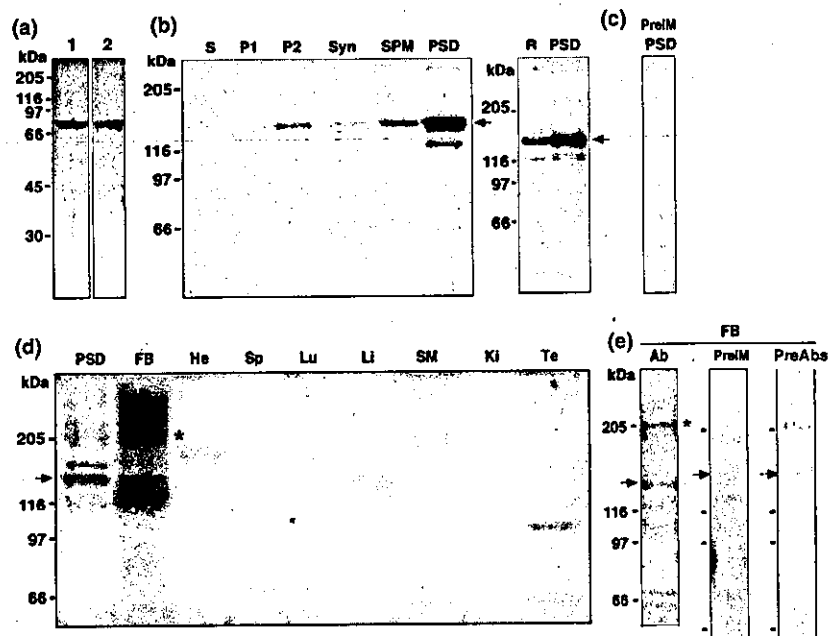 (a)
1 2
kDa
205-
116-
97-
66-
45-
30-
(b)
S P1 P2 Syn SPM PSD
kDa
205-
116-
97-
66-
R PSD
kDa
205-
116-
97-
66-
(c)
PreIM
PSD
(d)
PSD FB He Sp Lu Li SM Ki Te
kDa
205-
116-
97-
66-
*
(e)
FB
Ab PreIM PreAbs
kDa
205-
*
116-
97-
66-